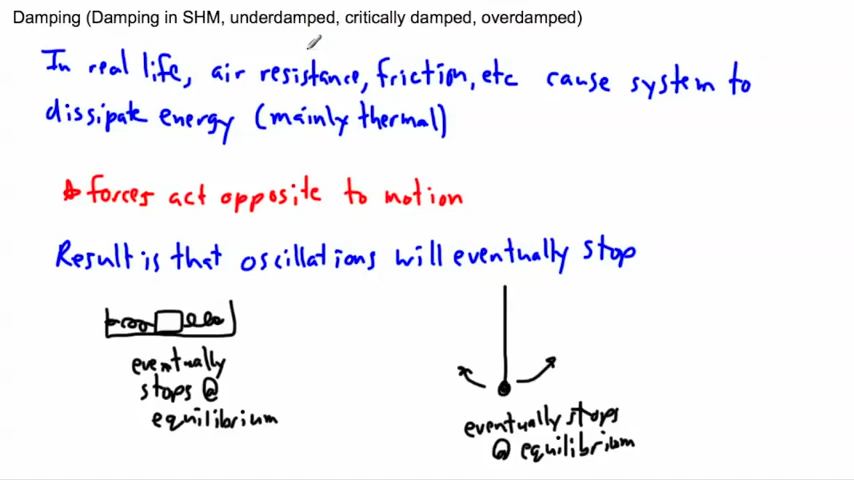 Damping (Damping in SHM, underdamped, critically damped, overdamped)
In real life, air resistance, friction, etc cause system to
dissipate energy (mainly thermal)
forces act opposite to motion
Result is that oscillations will eventually stop
eventually
stops @
equilibrium
eventually stops
@ equilibrium